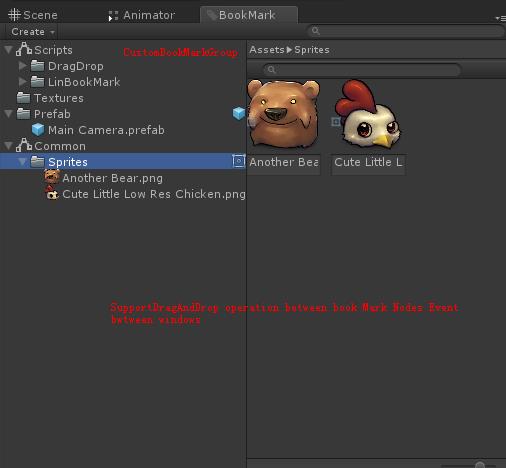 Scene
Animator
BookMark
Create
Scripts
CustomBookMarkGroup
Assets▶Sprites
DragDrop
LinBookMark
Textures
Prefab
Main Camera.prefab
Common
Sprites
Another Bea
Cute Little L
Another Bear.png
Cute Little Low Res Chicken.png
SupportDragAndDrop operation between book Mark Nodes Event
bwtween windows